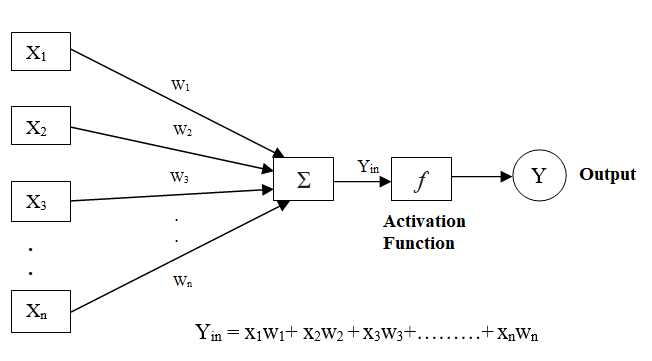 X₁
W₁
X₂
W₂
X₃
W₃
Σ
Yᵢₙ
f
Y
Output
Activation
Function
.
.
.
.
Wₙ
Xₙ
Yᵢₙ = x₁w₁+ x₂w₂ + x₃w₃+.........+ xₙwₙ